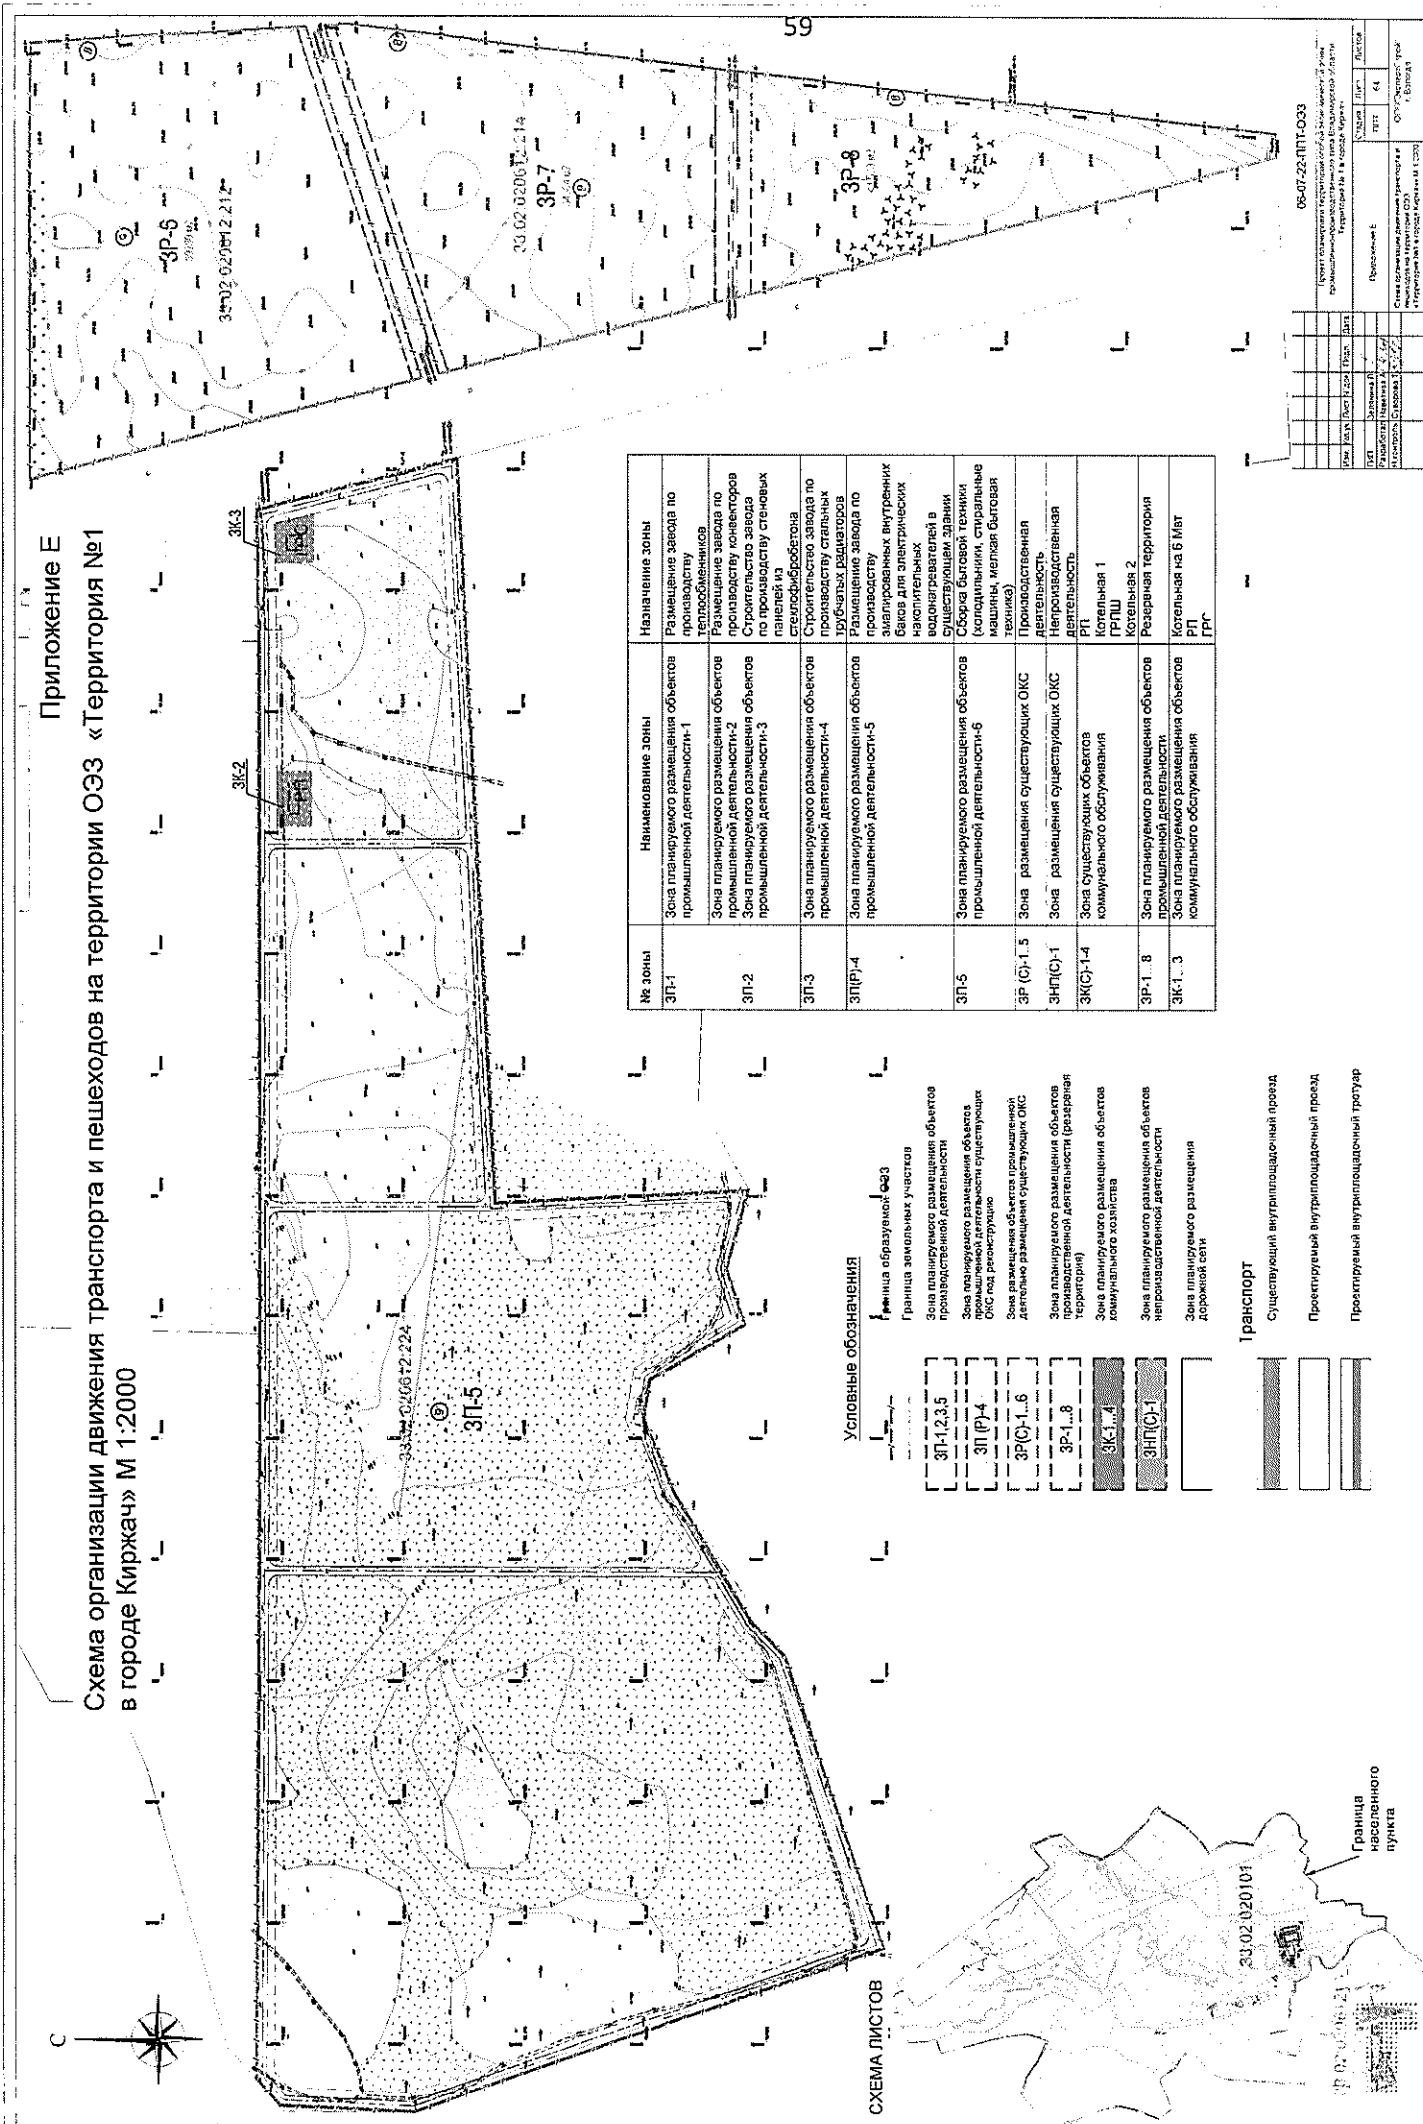 59
Приложение Е
Схема организации движения транспорта и пешеходов на территории ОЭЗ «Территория №1
в городе Киржач» М 1:2000
С
ЗК-2
ЗК-3
РП
ЗП-5
9
ЗР-6
33:02:020612:212
ЗР-7
ЗР-8
№ зоны
Наименование зоны
Назначение зоны
ЗП-1
Зона планируемого размещения объектов
промышленной деятельности-1
Размещение завода по
производству
теплообменников
Зона планируемого размещения объектов
промышленной деятельности-2
Размещение завода по
производству конвекторов
ЗП-2
Зона планируемого размещения объектов
промышленной деятельности-3
Строительство завода
по производству стеновых
панелей из
стеклофибробетона
ЗП-3
Зона планируемого размещения объектов
промышленной деятельности-4
Строительство завода по
производству стальных
трубчатых радиаторов
ЗП(Р)-4
Зона планируемого размещения объектов
промышленной деятельности-5
Размещение завода по
производству
эмалированных внутренних
баков для электрических
накопительных
водонагревателей в
существующем здании
ЗП-5
Зона планируемого размещения объектов
промышленной деятельности-6
Сборка бытовой техники
(холодильники, стиральные
машины, мелкая бытовая
техника)
ЗР (С)-1..5
Зона размещения существующих ОКС
Производственная
деятельность
ЗНП(С)-1
Зона размещения существующих ОКС
Непроизводственная
деятельность
ЗК(С)-1-4
Зона существующих объектов
коммунального обслуживания
РП
Котельная 1
ГРПШ
Котельная 2
ЗР-1...8
Зона планируемого размещения объектов
промышленной деятельности
Резервная территория
ЗК-1...3
Зона планируемого размещения объектов
коммунального обслуживания
Котельная на 6 Мвт
РП
Условные обозначения
Граница образуемой ОЭЗ
Граница земельных участков
ЗП-1,2,3,5
Зона планируемого размещения объектов
производственной деятельности
ЗП (Р)-4
Зона планируемого размещения объектов
промышленной деятельности существующих
ОКС под реконструкцию
ЗР(С)-1...6
Зона размещения объектов промышленной
деятельно размещения существующих ОКС
ЗР-1...8
Зона планируемого размещения объектов
производственной деятельности (резервная
территория)
ЗК-1...4
Зона планируемого размещения объектов
коммунального хозяйства
ЗНП(С)-1
Зона планируемого размещения объектов
непроизводственной деятельности
Зона планируемого размещения
дорожной сети
Транспорт
Существующий внутриплощадочный проезд
Проектируемый внутриплощадочный проезд
Проектируемый внутриплощадочный тротуар
СХЕМА ЛИСТОВ
33:02:020101
Граница
населенного
пункта
06-07-22-ППТ-ОЭЗ
Приложение Е
Стадия
Лист
Листов
ППТ
64
г. Вологда